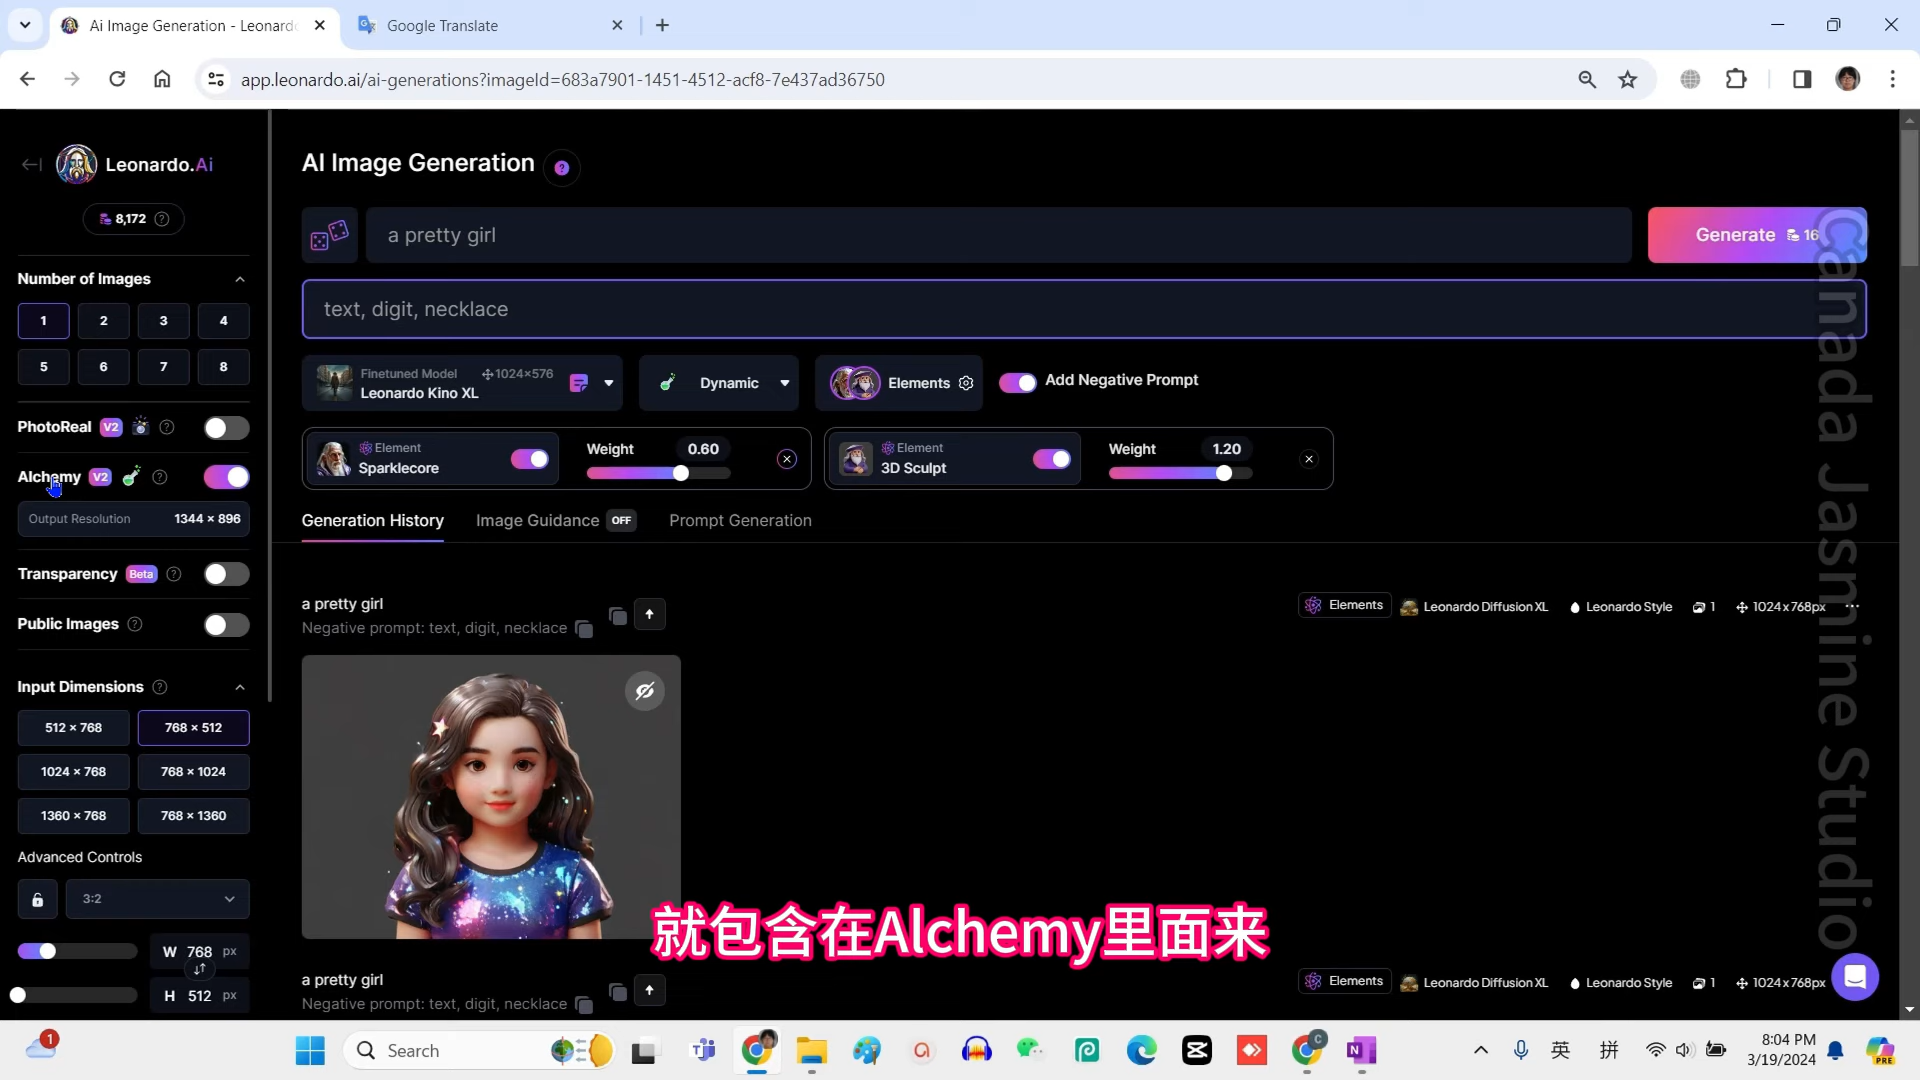 Ai Image Generation - Leonardo
Google Translate
app.leonardo.ai/ai-generations?imageId=683a7901-1451-4512-acf8-7e437ad36750
Leonardo.Ai
8,172
Number of Images
1 2 3 4
5 6 7 8
PhotoReal V2
Alchemy V2
Output Resolution 1344 × 896
Transparency Beta
Public Images
Input Dimensions
512 × 768 768 × 512
1024 × 768 768 × 1024
1360 × 768 768 × 1360
Advanced Controls
3:2
W 768 px
H 512 px
AI Image Generation
a pretty girl
Generate 16
text, digit, necklace
Finetuned Model 1024×576
Leonardo Kino XL
Dynamic
Elements
Add Negative Prompt
Element
Sparklecore
Weight 0.60
Element
3D Sculpt
Weight 1.20
Generation History
Image Guidance OFF
Prompt Generation
a pretty girl
Negative prompt: text, digit, necklace
Elements
Leonardo Diffusion XL
Leonardo Style
1
1024x768px
就包含在Alchemy里面来
a pretty girl
Negative prompt: text, digit, necklace
Elements
Leonardo Diffusion XL
Leonardo Style
1
1024x768px
Canada Jasmine Studio
1
Search
英
拼
8:04 PM
3/19/2024
PRE